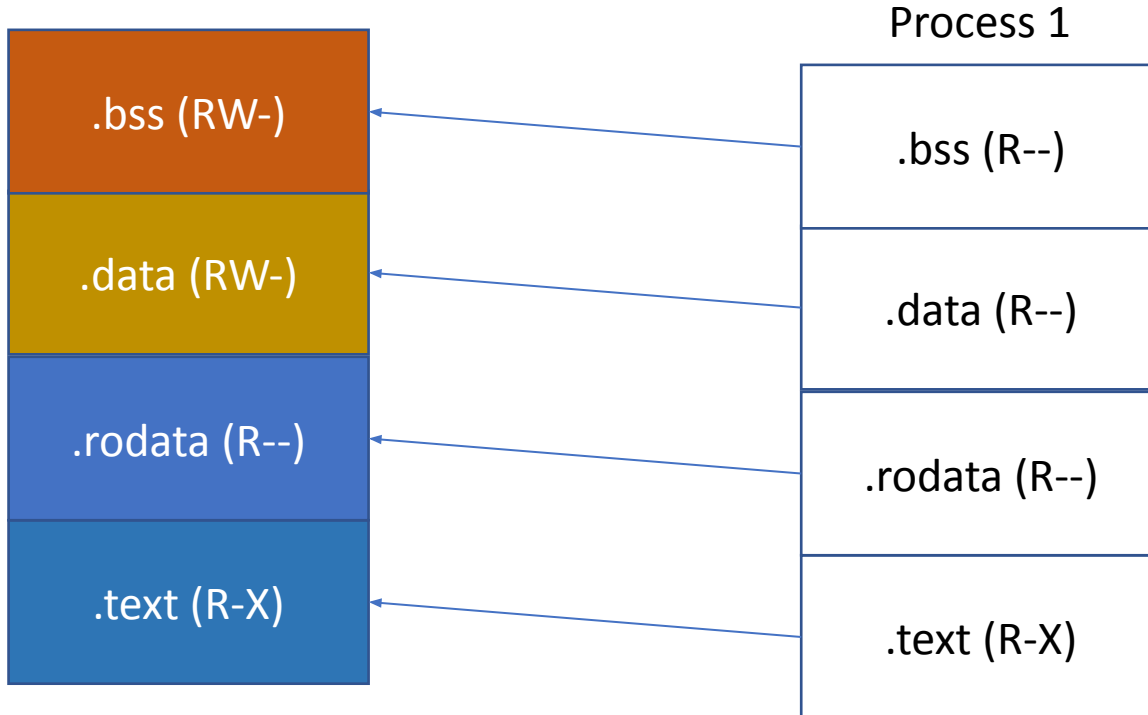 Process 1
.bss (RW-)
.data (RW-)
.rodata (R--)
.text (R-X)
.bss (R--)
.data (R--)
.rodata (R--)
.text (R-X)